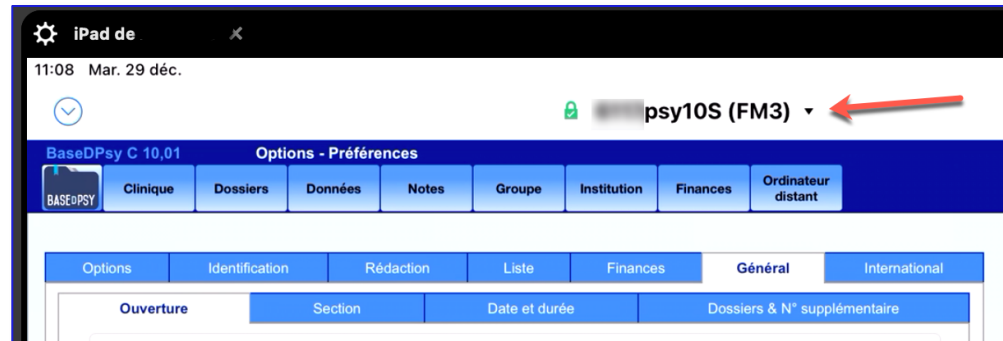 iPad de
11:08 Mar. 29 déc.
psy10S (FM3)
BaseDPsy C 10,01 Options - Préférences
BASEDPSY Clinique Dossiers Données Notes Groupe Institution Finances Ordinateur distant
Options Identification Rédaction Liste Finances Général International
Ouverture Section Date et durée Dossiers & N° supplémentaire